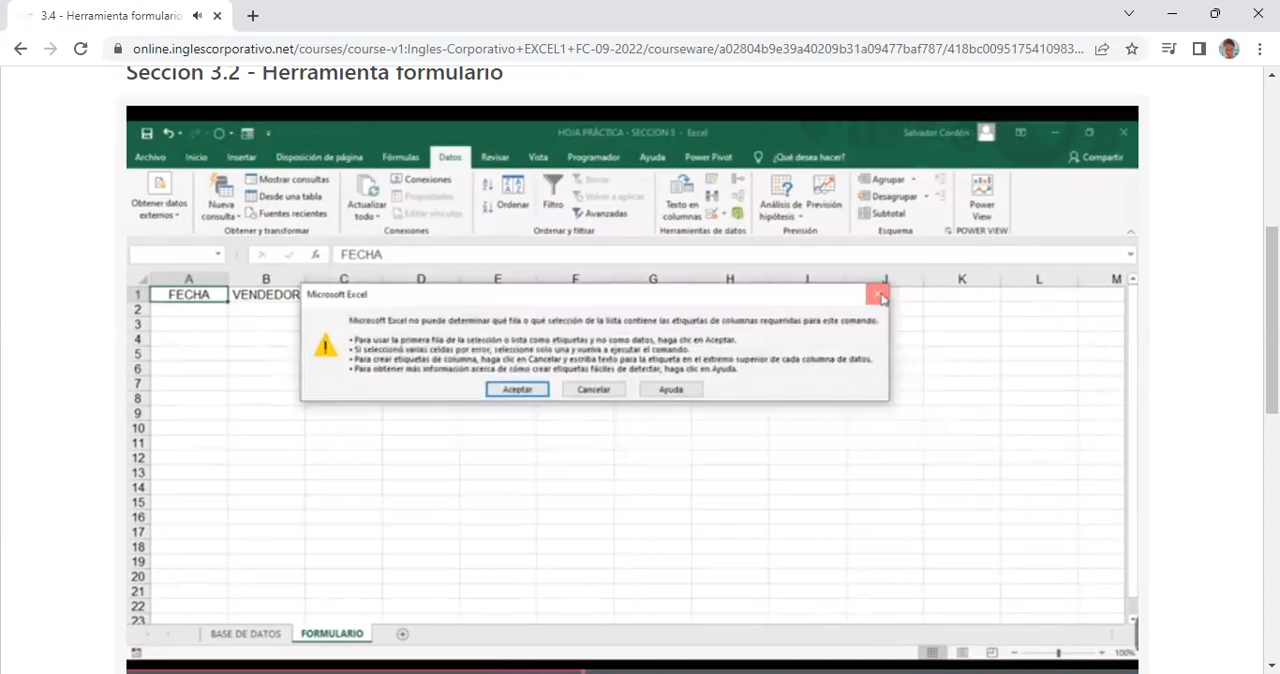 3.4 - Herramienta formulario
online.inglescorporativo.net/courses/course-v1:Ingles-Corporativo+EXCEL1+FC-09-2022/courseware/a02804b9e39a40209b31a09477baf787/418bc0095175410983...
Sección 3.2 - Herramienta formulario
HOJA PRÁCTICA - SECCION 3 - Excel
Salvador Cordón
Archivo Inicio Insertar Disposición de página Fórmulas Datos Revisar Vista Programador Ayuda Power Pivot ¿Qué desea hacer? Compartir
Obtener datos externos
Nueva consulta
Mostrar consultas
Desde una tabla
Fuentes recientes
Obtener y transformar
Actualizar todo
Conexiones
Propiedades
Editar vínculos
Conexiones
Ordenar
Filtro
Borrar
Volver a aplicar
Avanzadas
Ordenar y filtrar
Texto en columnas
Herramientas de datos
Análisis de hipótesis
Previsión
Previsión
Agrupar
Desagrupar
Subtotal
Esquema
Power View
POWER VIEW
FECHA
A B C D E F G H I J K L M
1 FECHA VENDEDOR
2
3
4
5
6
7
8
9
10
11
12
13
14
15
16
17
18
19
20
21
22
23
Microsoft Excel
Microsoft Excel no puede determinar qué fila o qué selección de la lista contiene las etiquetas de columnas requeridas para este comando.
• Para usar la primera fila de la selección o lista como etiquetas y no como datos, haga clic en Aceptar.
• Si seleccionó varias celdas por error, seleccione solo una y vuelva a ejecutar el comando.
• Para crear etiquetas de columna, haga clic en Cancelar y escriba texto para la etiqueta en el extremo superior de cada columna de datos.
• Para obtener más información acerca de cómo crear etiquetas fáciles de detectar, haga clic en Ayuda.
Aceptar Cancelar Ayuda
BASE DE DATOS FORMULARIO
100%